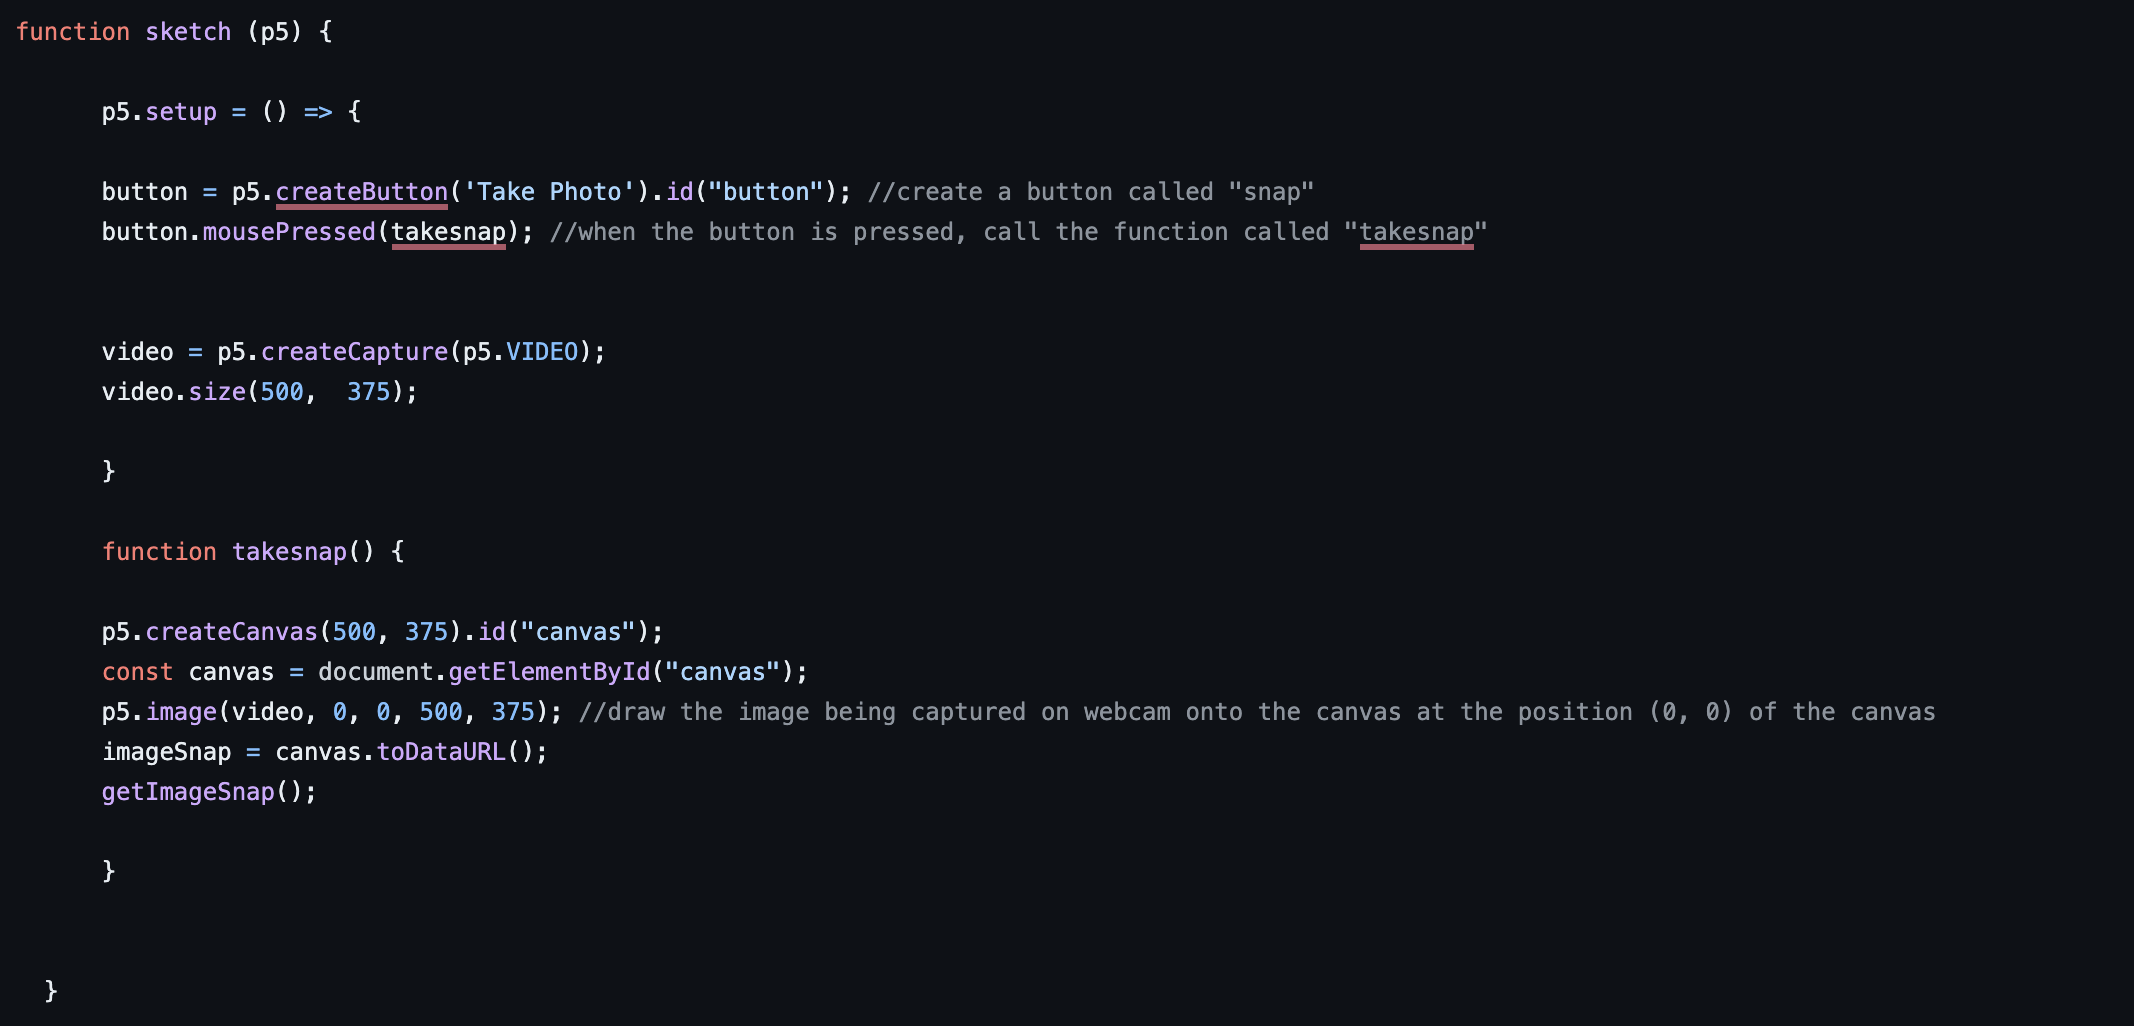 function sketch (p5) {
p5.setup = () => {
button = p5.createButton('Take Photo').id("button"); //create a button called "snap"
button.mousePressed(takesnap); //when the button is pressed, call the function called "takesnap"
video = p5.createCapture(p5.VIDEO);
video.size(500,  375);
}
function takesnap() {
p5.createCanvas(500, 375).id("canvas");
const canvas = document.getElementById("canvas");
p5.image(video, 0, 0, 500, 375); //draw the image being captured on webcam onto the canvas at the position (0, 0) of the canvas
imageSnap = canvas.toDataURL();
getImageSnap();
}
}